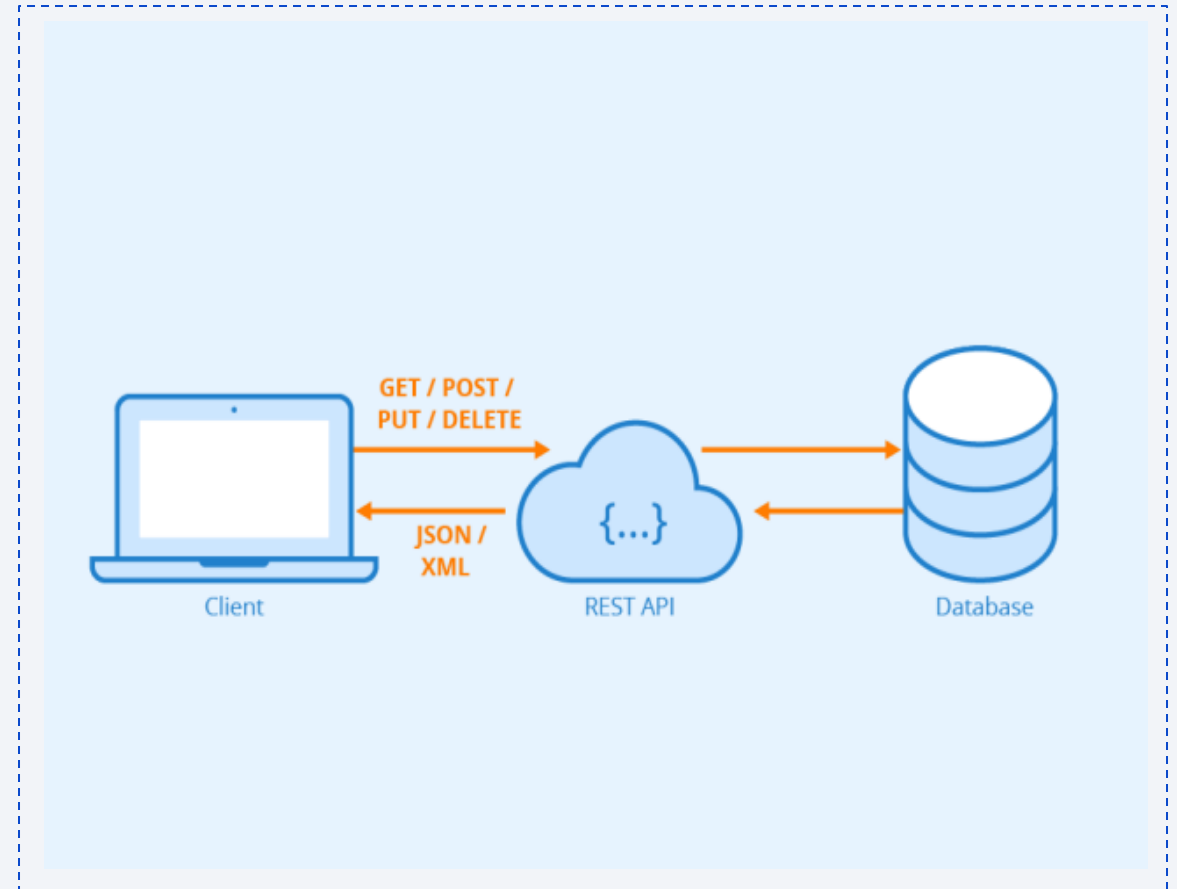 GET / POST /
PUT / DELETE
{...}
JSON /
XML
Client
REST API
Database